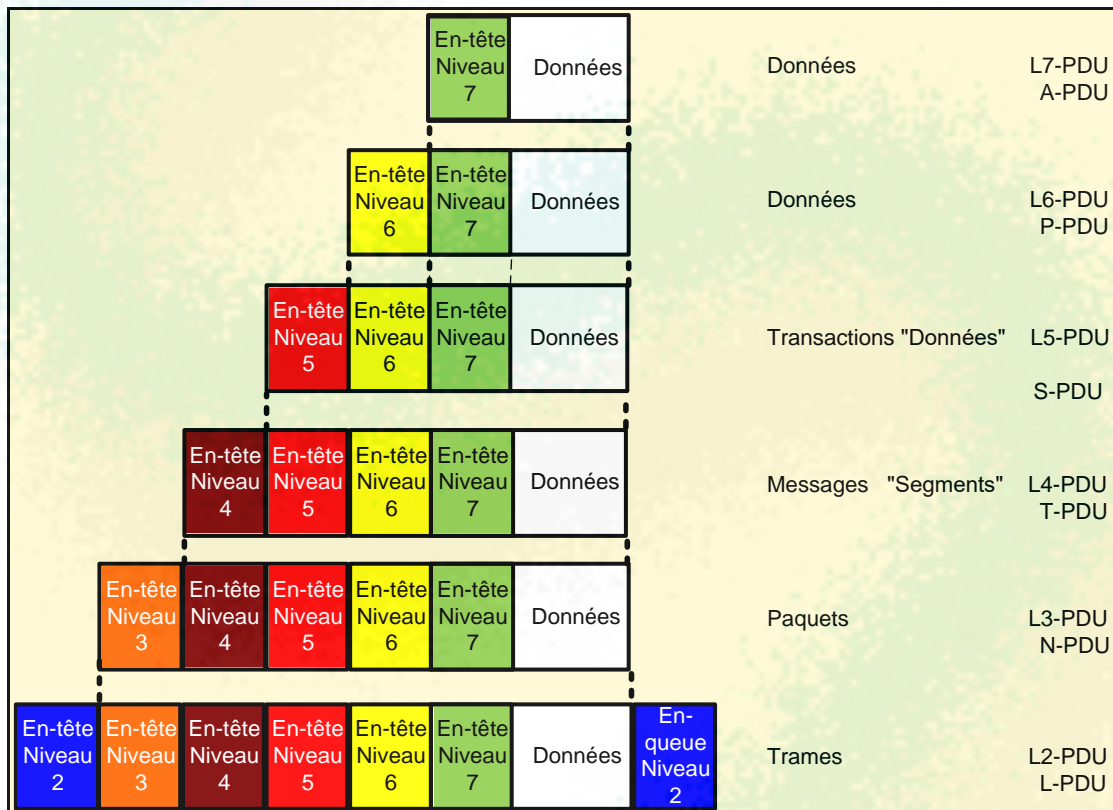 En-tête
Niveau
7
Données
Données
L7-PDU
A-PDU
En-tête
Niveau
6
En-tête
Niveau
7
Données
Données
L6-PDU
P-PDU
En-tête
Niveau
5
En-tête
Niveau
6
En-tête
Niveau
7
Données
Transactions "Données"
L5-PDU
S-PDU
En-tête
Niveau
4
En-tête
Niveau
5
En-tête
Niveau
6
En-tête
Niveau
7
Données
Messages "Segments"
L4-PDU
T-PDU
En-tête
Niveau
3
En-tête
Niveau
4
En-tête
Niveau
5
En-tête
Niveau
6
En-tête
Niveau
7
Données
Paquets
L3-PDU
N-PDU
En-tête
Niveau
2
En-tête
Niveau
3
En-tête
Niveau
4
En-tête
Niveau
5
En-tête
Niveau
6
En-tête
Niveau
7
Données
En-
queue
Niveau
2
Trames
L2-PDU
L-PDU